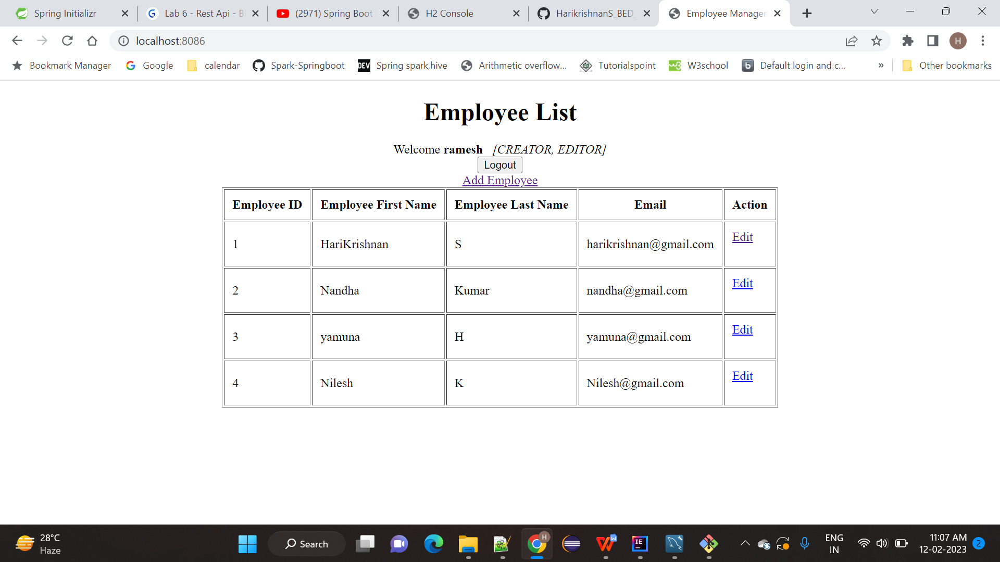 Spring Initializr
Lab 6 - Rest Api - B
(2971) Spring Boot
H2 Console
HarikrishnanS_BED_
Employee Manager
localhost:8086
H
Bookmark Manager
Google
calendar
Spark-Springboot
DEV
Spring spark,hive
Arithmetic overflow...
Tutorialspoint
W3school
Default login and c...
»
Other bookmarks
Employee List
Welcome ramesh [CREATOR, EDITOR]
Logout
Add Employee
Employee ID Employee First Name Employee Last Name Email Action
1 HariKrishnan S harikrishnan@gmail.com Edit
2 Nandha Kumar nandha@gmail.com Edit
3 yamuna H yamuna@gmail.com Edit
4 Nilesh K Nilesh@gmail.com Edit
28°C
Haze
Search
H
W
IE
ENG
IN
11:07 AM
12-02-2023
2